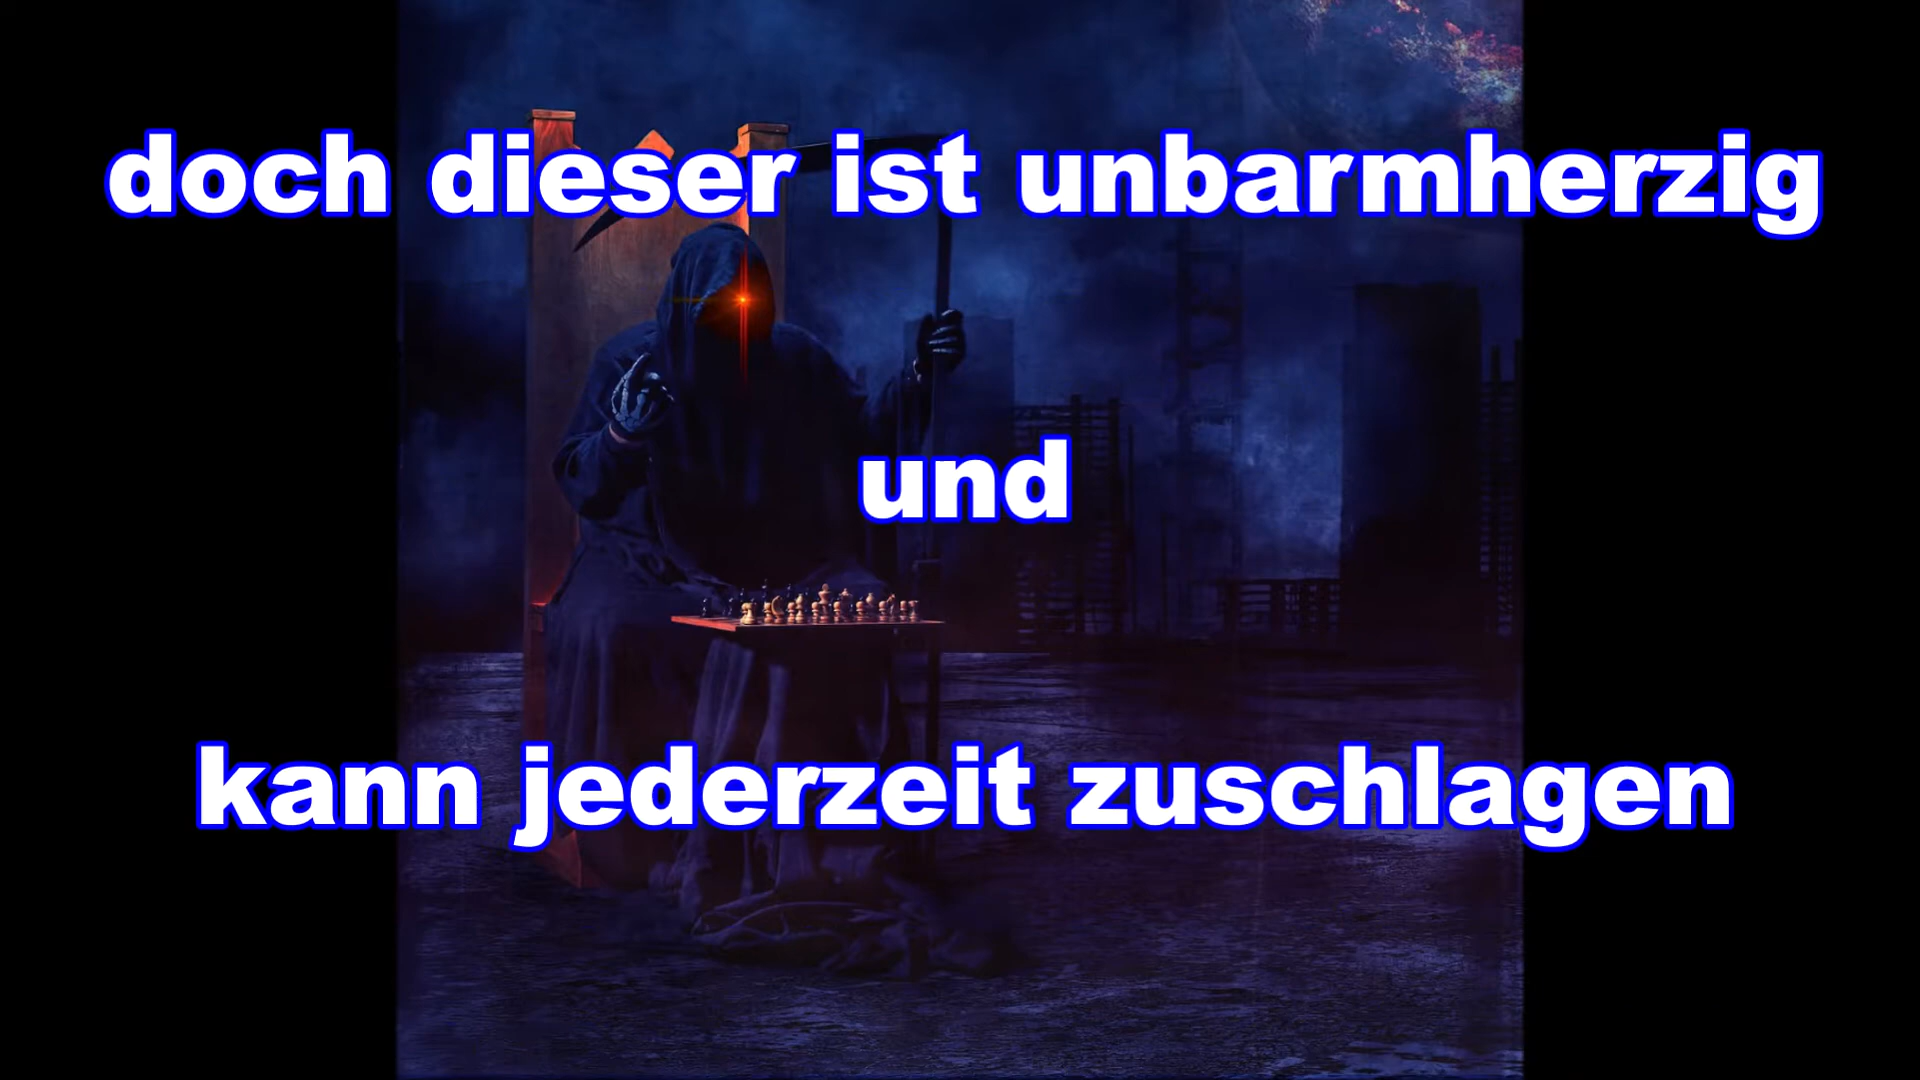 doch dieser ist unbarmherzig
und
kann jederzeit zuschlagen